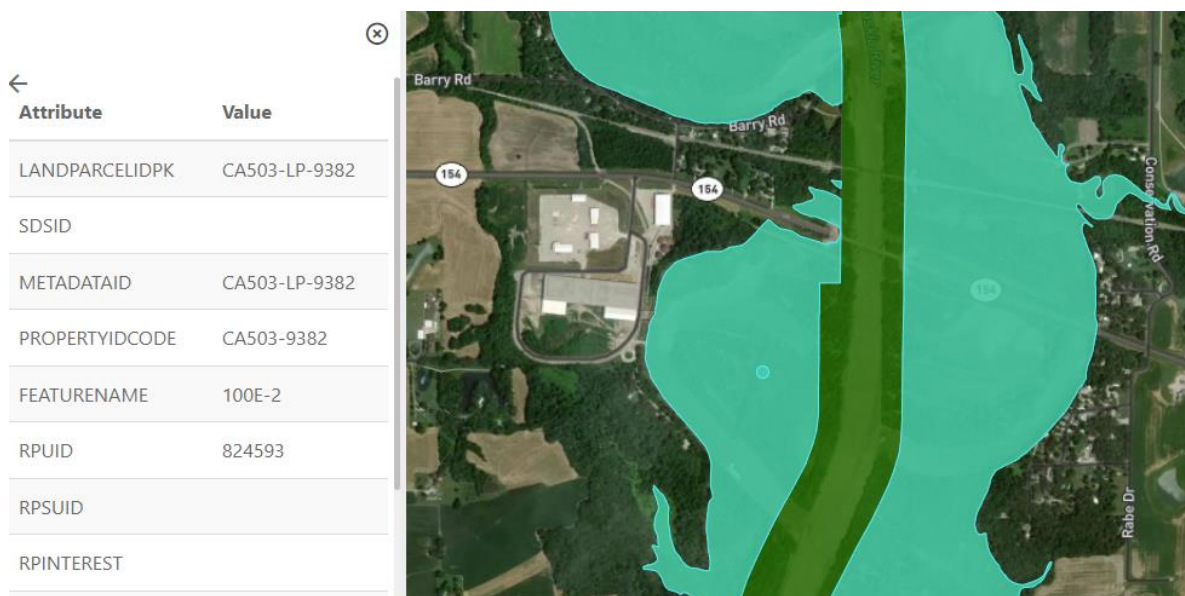 Attribute Value
LANDPARCELIDPK CA503-LP-9382
SDSID
METADATAID CA503-LP-9382
PROPERTYIDCODE CA503-9382
FEATURENAME 100E-2
RPUID 824593
RPSUID
RPINTEREST
Barry Rd
Barry Rd
154
154
Conservation Rd
154
Rabe Dr